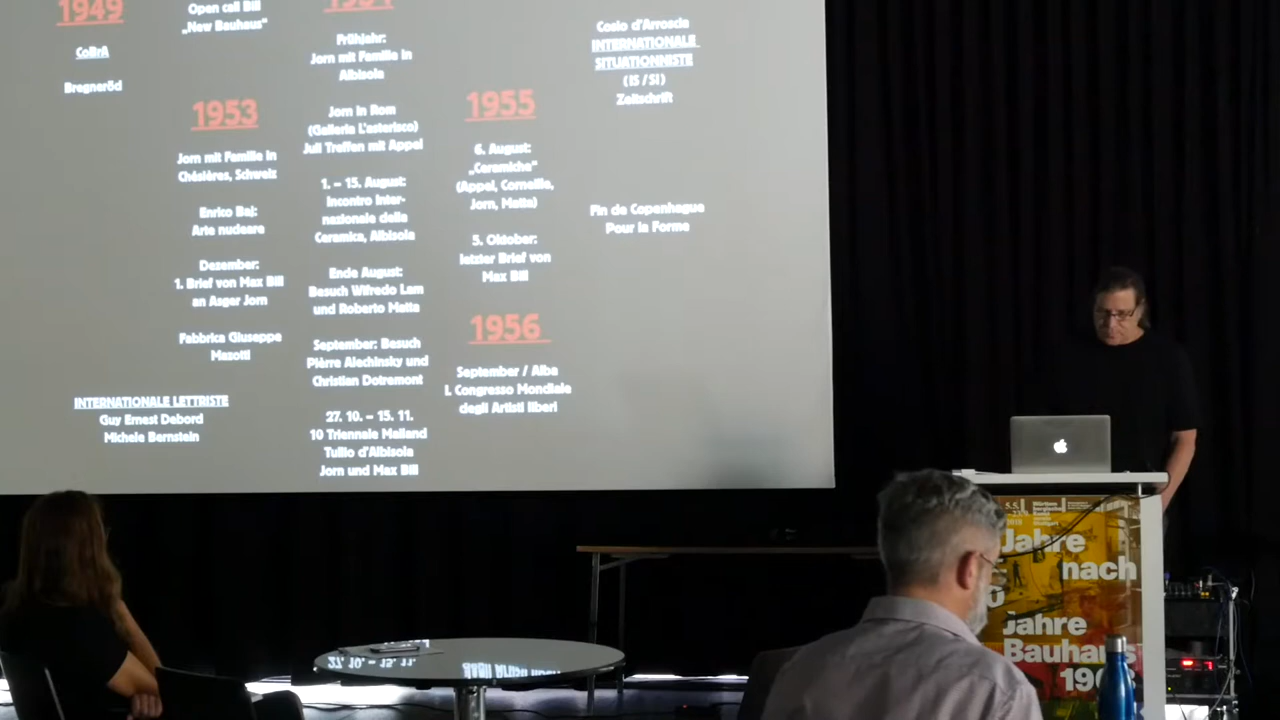 1949
CoBrA
Bregneröd
Open call Bill
„New Bauhaus"
1953
Jorn mit Familie in
Chésières, Schweiz
Enrico Baj:
Arte nucleare
Dezember:
1. Brief von Max Bill
an Asger Jorn
Fabbrica Giuseppe
Mazotti
INTERNATIONALE LETTRISTE
Guy Ernest Debord
Michele Bernstein
1954
Frühjahr:
Jorn mit Familie in
Albisola
Jorn in Rom
(Galleria L'asterisco)
Juli Treffen mit Appel
1. – 15. August:
Incontro Inter-
nazionale della
Ceramica, Albisola
Ende August:
Besuch Wilfredo Lam
und Roberto Matta
September: Besuch
Pièrre Alechinsky und
Christian Dotremont
27. 10. – 15. 11.
10 Triennale Mailand
Tullio d'Albisola
Jorn und Max Bill
1955
6. August:
„Ceramiche"
(Appel, Corneille,
Jorn, Matta)
5. Oktober:
letzter Brief von
Max Bill
1956
September / Alba
I. Congresso Mondiale
degli Artisti liberi
Cosio d'Arroscia
INTERNATIONALE
SITUATIONNISTE
(IS / SI)
Zeitschrift
Fin de Copenhague
Pour la Forme
Jahre
nach
Jahre
Bauhaus